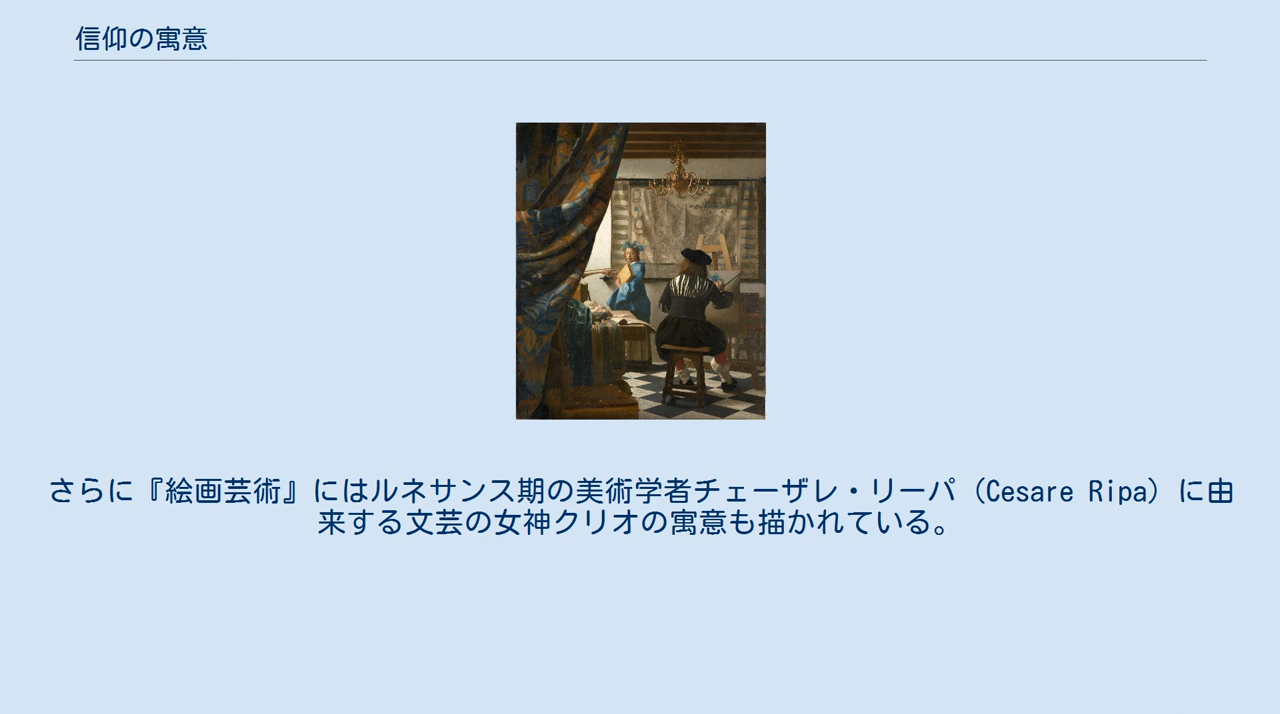 信仰の寓意
さらに『絵画芸術』にはルネサンス期の美術学者チェーザレ・リーパ（Cesare Ripa）に由
来する文芸の女神クリオの寓意も描かれている。